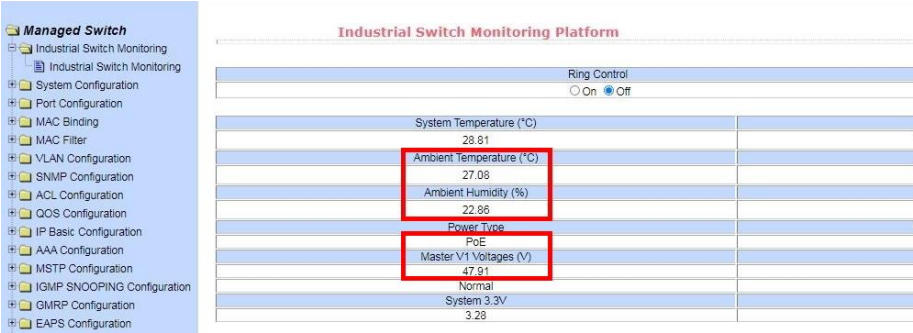 Managed Switch
Industrial Switch Monitoring
Industrial Switch Monitoring
System Configuration
Port Configuration
MAC Binding
MAC Filter
VLAN Configuration
SNMP Configuration
ACL Configuration
QOS Configuration
IP Basic Configuration
AAA Configuration
MSTP Configuration
IGMP SNOOPING Configuration
GMRP Configuration
EAPS Configuration
Industrial Switch Monitoring Platform
Ring Control
On Off
System Temperature (°C)
28.81
Ambient Temperature (°C)
27.08
Ambient Humidity (%)
22.86
Power Type
PoE
Master V1 Voltages (V)
47.91
Normal
System 3.3V
3.28